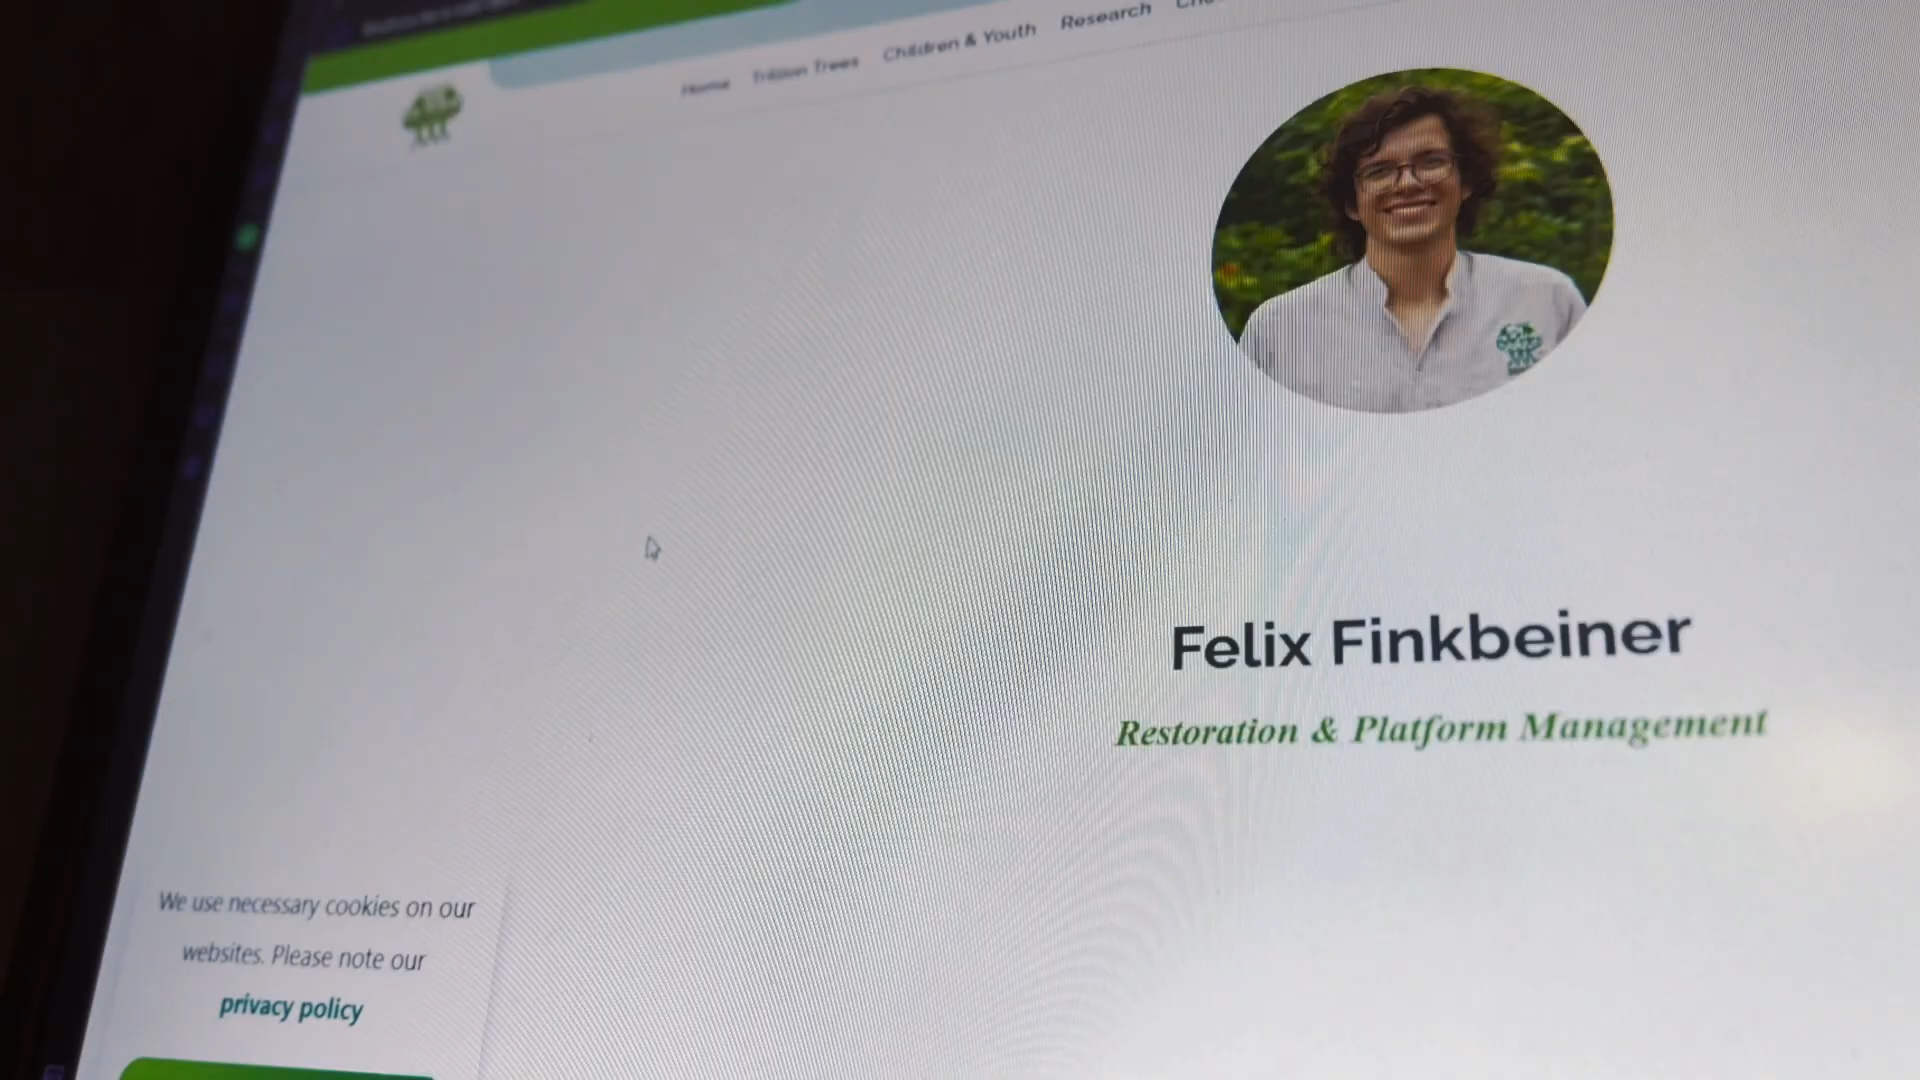 Home Trillion Trees Children & Youth Research
Felix Finkbeiner
Restoration & Platform Management
We use necessary cookies on our
websites. Please note our
privacy policy